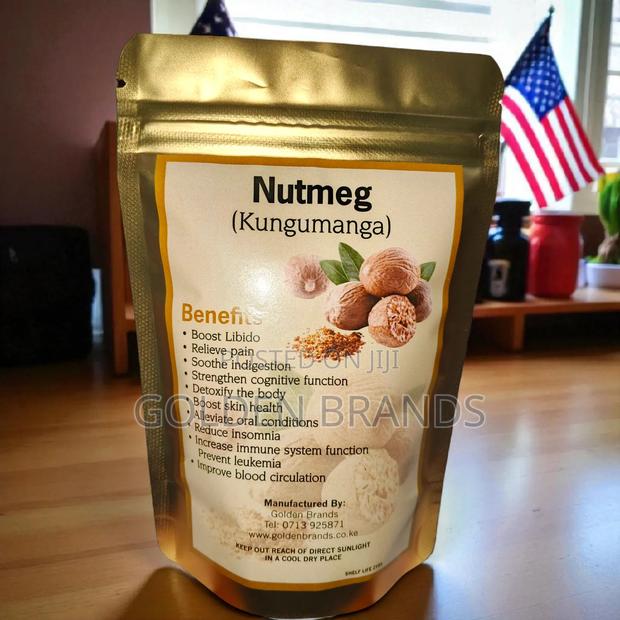 Nutmeg
(Kungumanga)
Benefits
• Boost Libido
• Relieve pain
• Soothe indigestion
• Strengthen cognitive function
• Detoxify the body
• Boost skin health
Alleviate oral conditions
Reduce insomnia
• Increase immune system function
Prevent leukemia
• Improve blood circulation
POSTED ON JIJI
GOLDEN BRANDS
Manufactured By:
Golden Brands
Tel: 0713 925871
www.goldenbrands.co.ke
KEEP OUT REACH OF DIRECT SUNLIGHT
IN A COOL DRY PLACE
SHELF LIFE